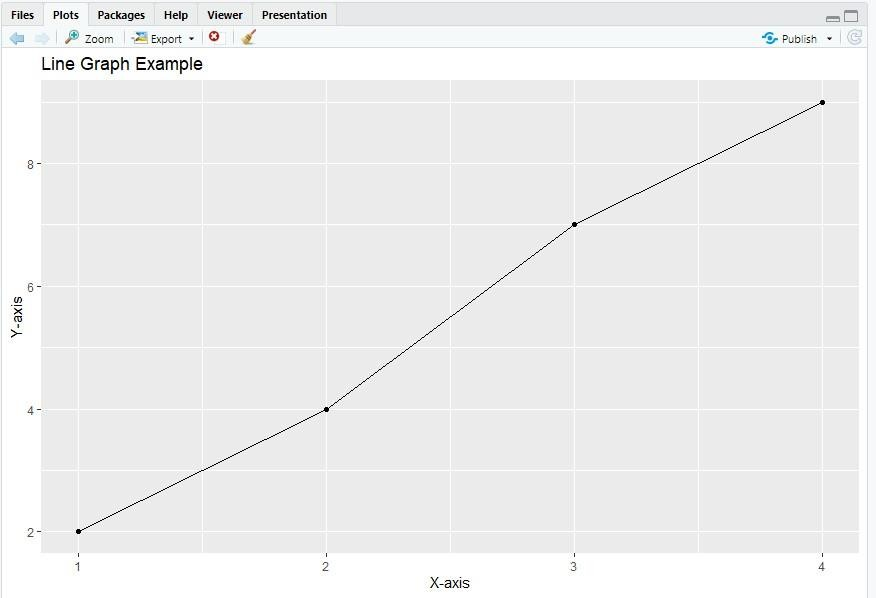 Files Plots Packages Help Viewer Presentation
Zoom Export Publish
Line Graph Example
8
6
4
2
Y-axis
1 2 3 4
X-axis